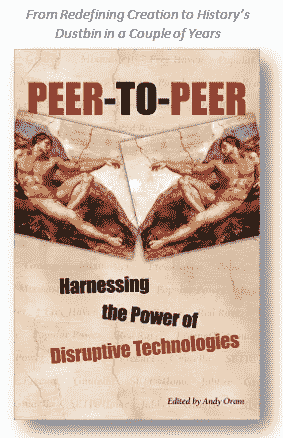 From Redefining Creation to History's
Dustbin in a Couple of Years
PEER-TO-PEER
Harnessing
the Power of
Disruptive Technologies
Edited by Andy Oram